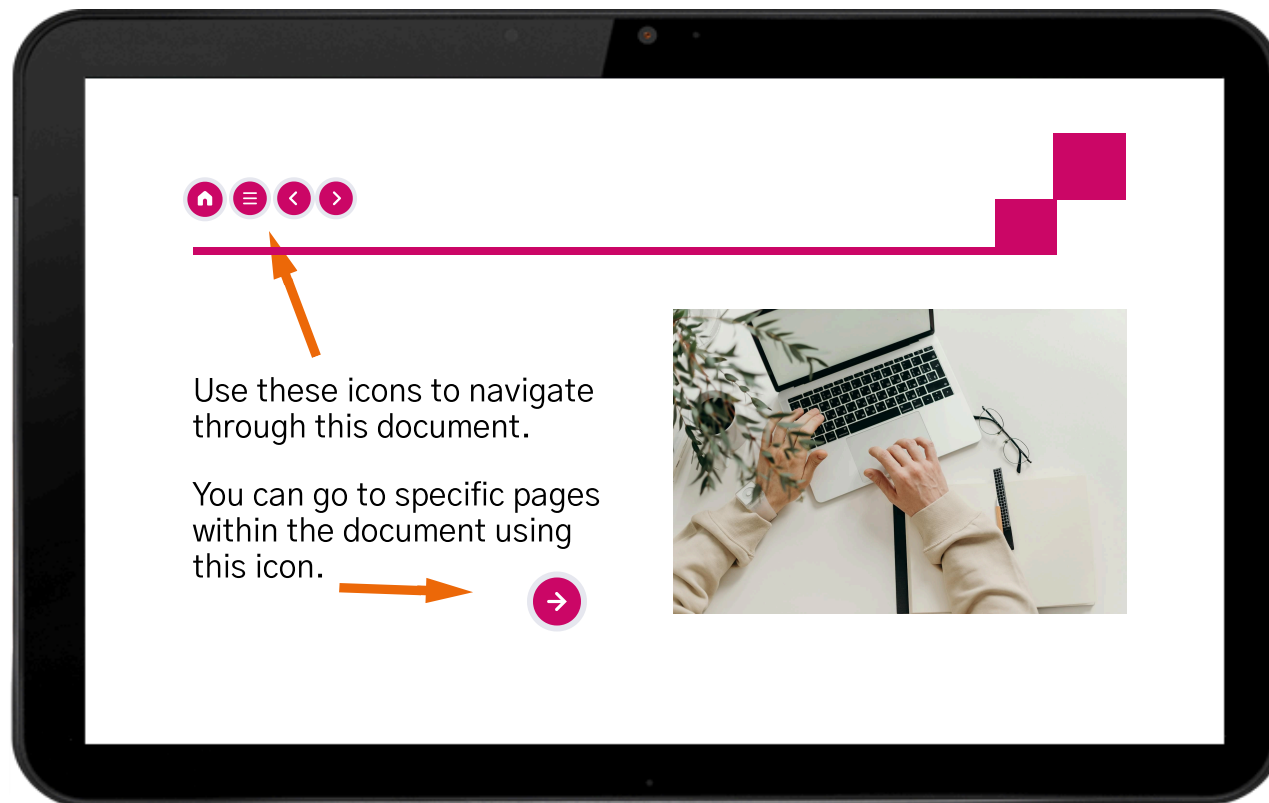 Use these icons to navigate
through this document.
You can go to specific pages
within the document using
this icon.